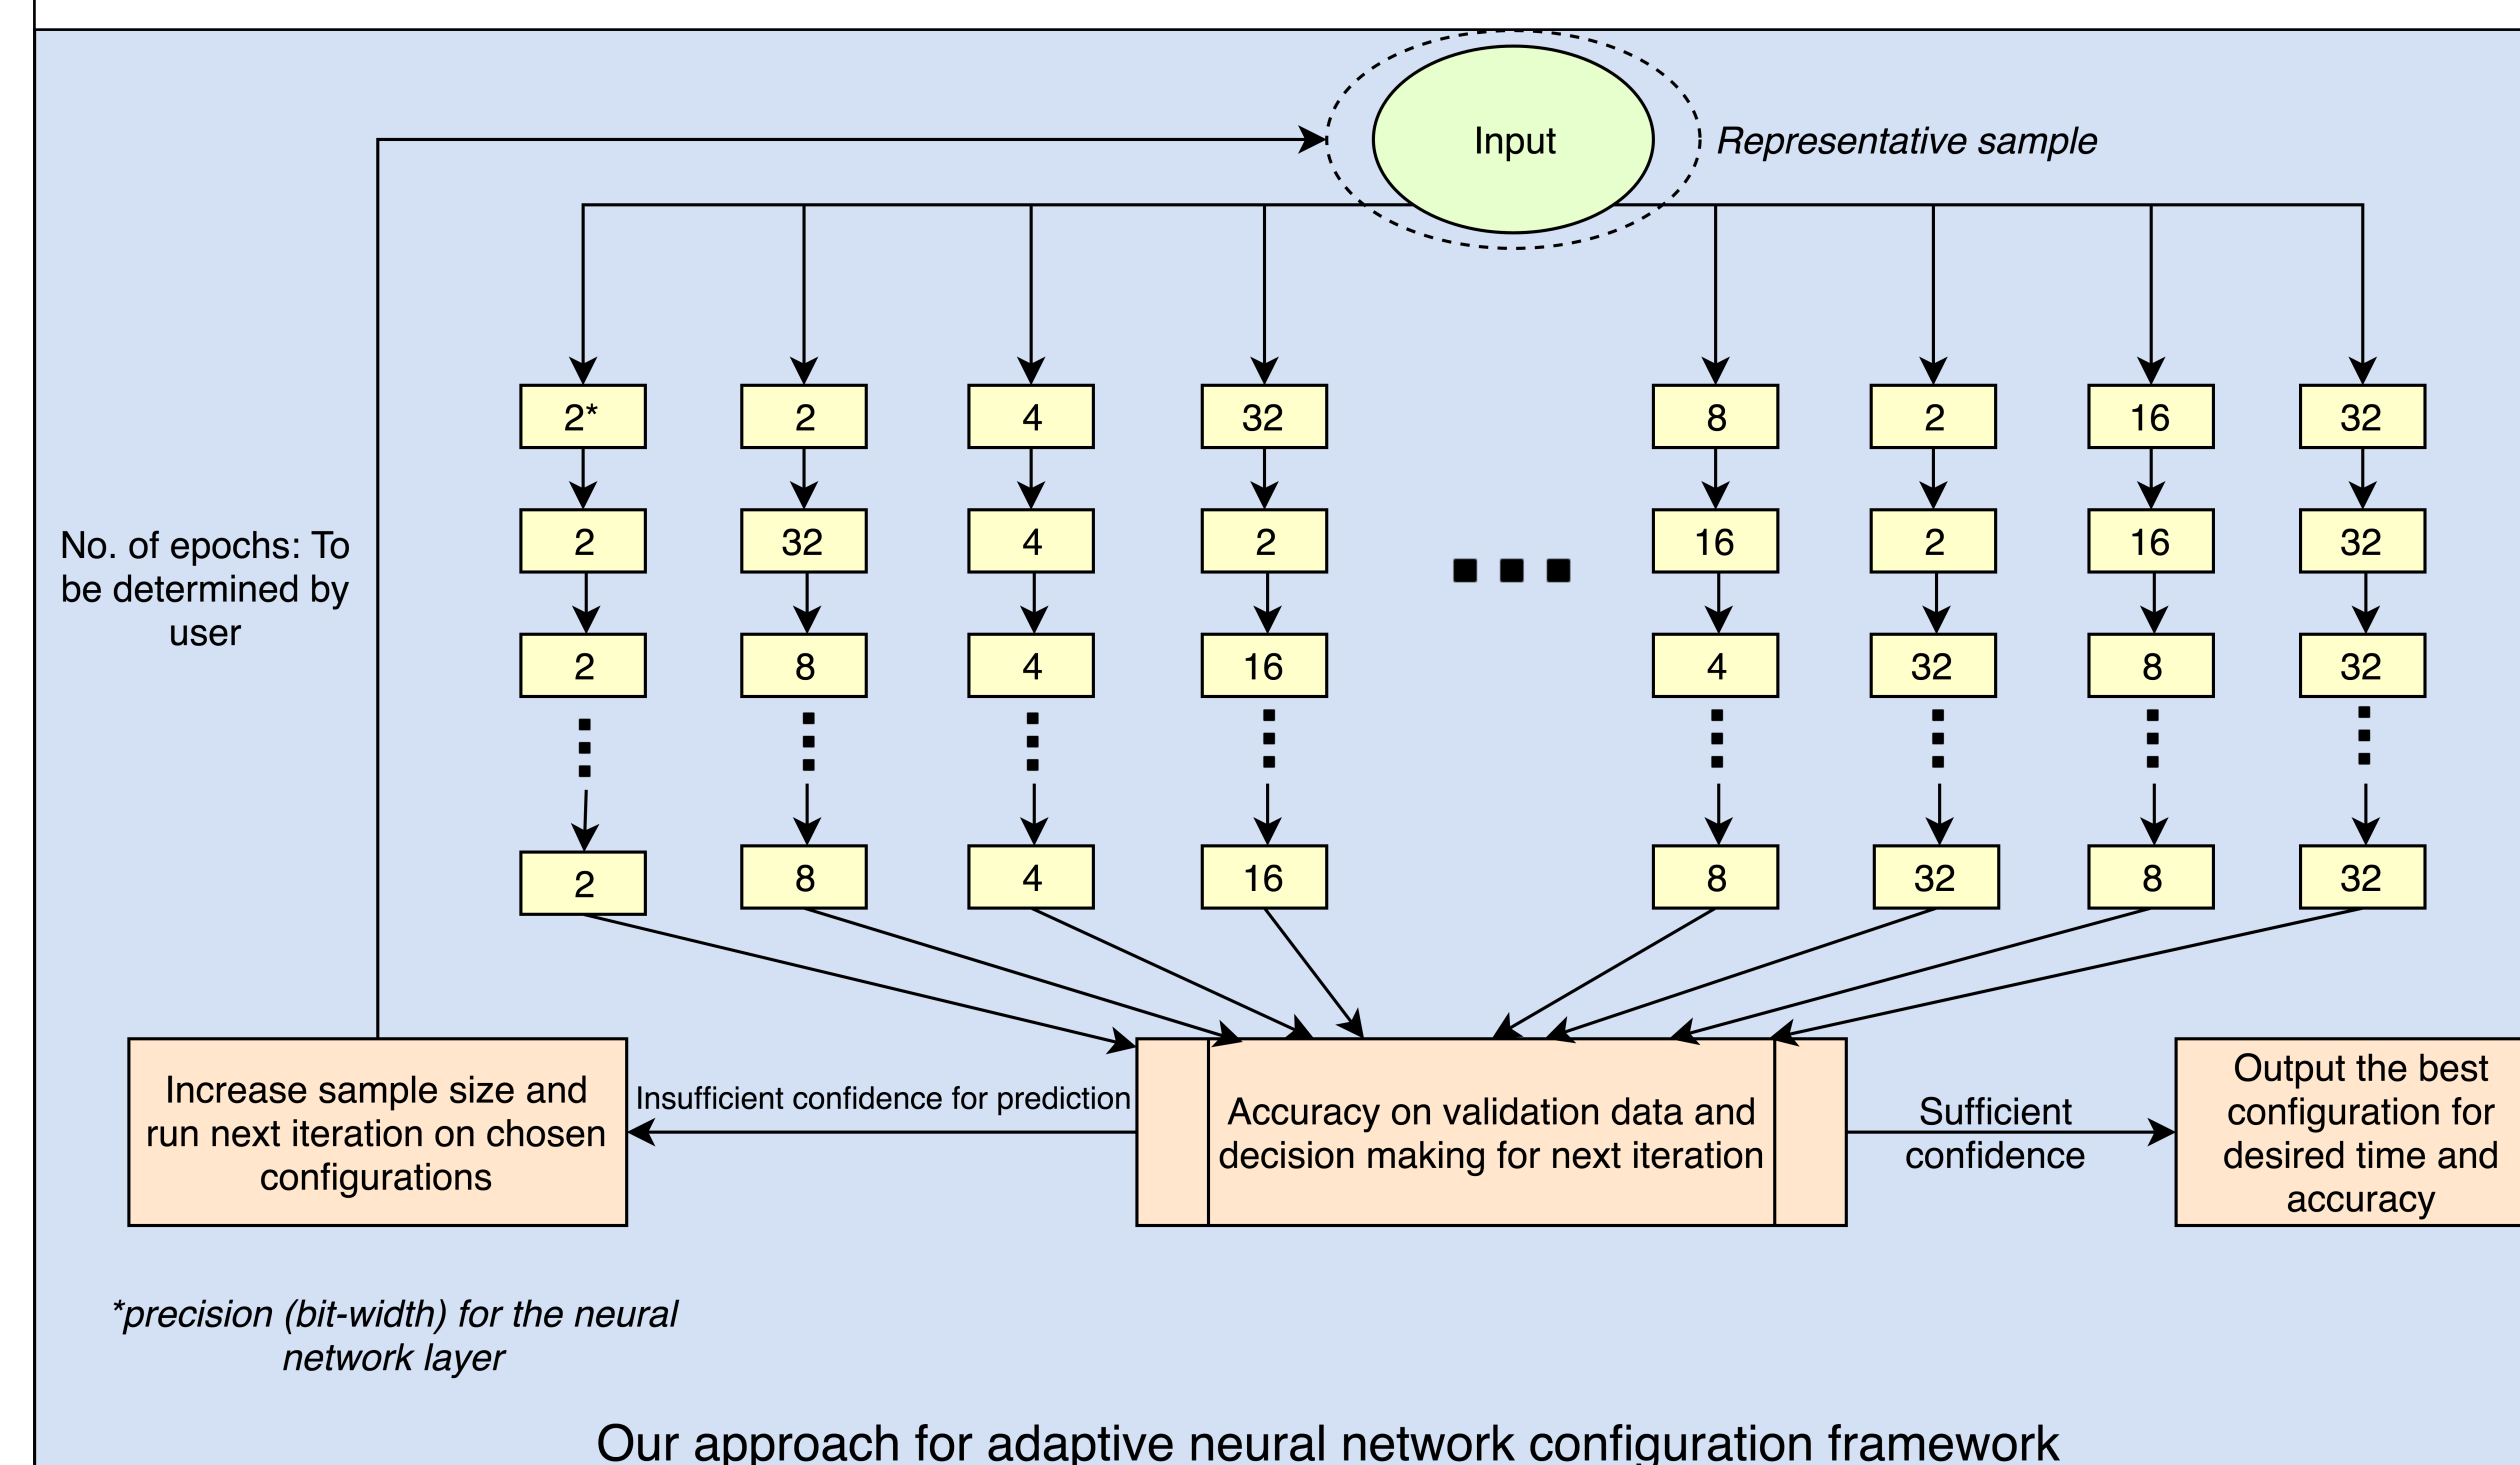 Input
Representative sample
2*
2
4
32
8
2
16
32
2
32
4
2
16
2
16
32
2
8
4
16
4
32
8
32
2
8
4
16
8
32
8
32
No. of epochs: To
be determined by
user
Increase sample size and
run next iteration on chosen
configurations
Insufficient confidence for prediction
Accuracy on validation data and
decision making for next iteration
Sufficient
confidence
Output the best
configuration for
desired time and
accuracy
*precision (bit-width) for the neural
network layer
Our approach for adaptive neural network configuration framework